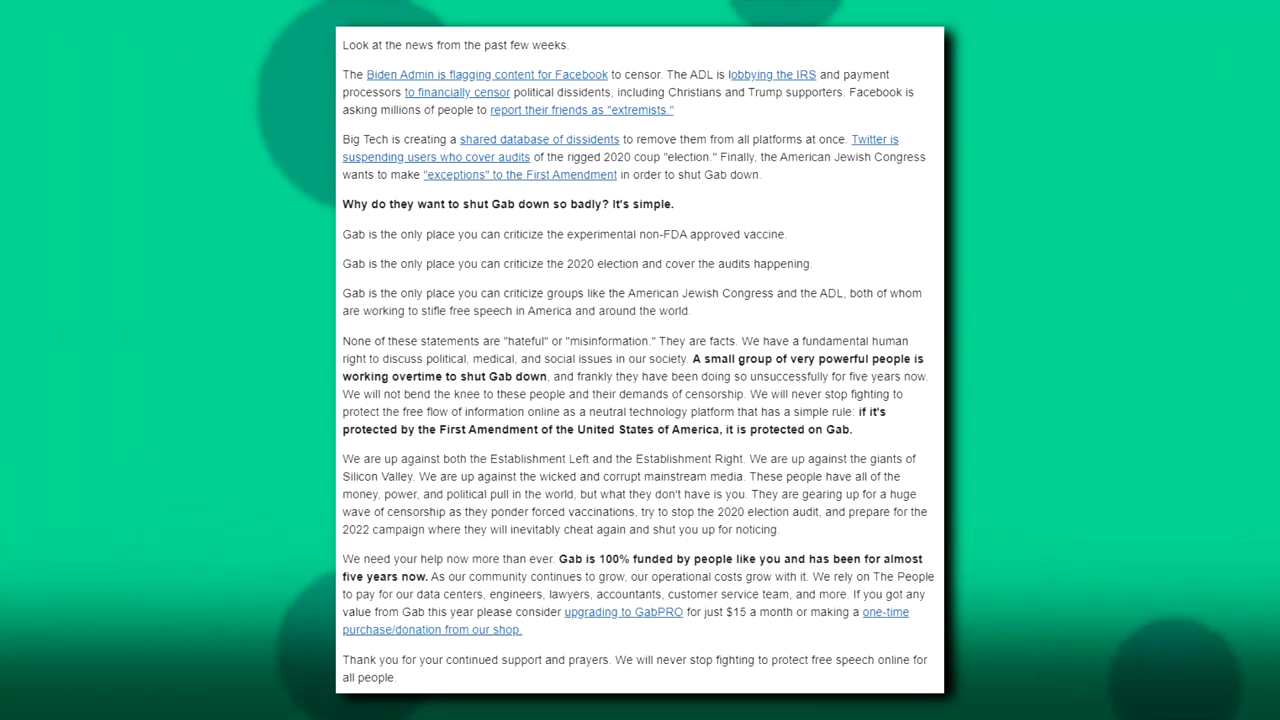 Look at the news from the past few weeks.
The Biden Admin is flagging content for Facebook to censor. The ADL is lobbying the IRS and payment
processors to financially censor political dissidents, including Christians and Trump supporters. Facebook is
asking millions of people to report their friends as "extremists."
Big Tech is creating a shared database of dissidents to remove them from all platforms at once. Twitter is
suspending users who cover audits of the rigged 2020 coup "election." Finally, the American Jewish Congress
wants to make "exceptions" to the First Amendment in order to shut Gab down.
Why do they want to shut Gab down so badly? It's simple.
Gab is the only place you can criticize the experimental non-FDA approved vaccine.
Gab is the only place you can criticize the 2020 election and cover the audits happening.
Gab is the only place you can criticize groups like the American Jewish Congress and the ADL, both of whom
are working to stifle free speech in America and around the world.
None of these statements are "hateful" or "misinformation." They are facts. We have a fundamental human
right to discuss political, medical, and social issues in our society. A small group of very powerful people is
working overtime to shut Gab down, and frankly they have been doing so unsuccessfully for five years now.
We will not bend the knee to these people and their demands of censorship. We will never stop fighting to
protect the free flow of information online as a neutral technology platform that has a simple rule: if it's
protected by the First Amendment of the United States of America, it is protected on Gab.
We are up against both the Establishment Left and the Establishment Right. We are up against the giants of
Silicon Valley. We are up against the wicked and corrupt mainstream media. These people have all of the
money, power, and political pull in the world, but what they don't have is you. They are gearing up for a huge
wave of censorship as they ponder forced vaccinations, try to stop the 2020 election audit, and prepare for the
2022 campaign where they will inevitably cheat again and shut you up for noticing.
We need your help now more than ever. Gab is 100% funded by people like you and has been for almost
five years now. As our community continues to grow, our operational costs grow with it. We rely on The People
to pay for our data centers, engineers, lawyers, accountants, customer service team, and more. If you got any
value from Gab this year please consider upgrading to GabPRO for just $15 a month or making a one-time
purchase/donation from our shop.
Thank you for your continued support and prayers. We will never stop fighting to protect free speech online for
all people.